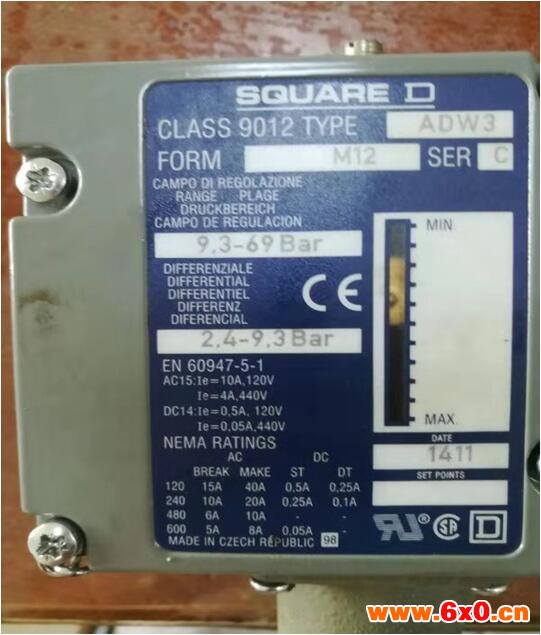 SQUARE D
CLASS 9012 TYPE ADW3
FORM M12 SER C
CAMPO DI REGOLAZIONE
RANGE PLAGE
DRUCKBEREICH
CAMPO DE REGULACION
9,3-69 Bar
DIFFERENZIALE
DIFFERENTIAL
DIFFERENTIEL
DIFFERENZ
DIFERENCIAL
CE
2,4-9,3 Bar
MIN.
MAX.
EN 60947-5-1
AC15:Ie=10A,120V
Ie=4A,440V
DC14:Ie=0,5A, 120V
Ie=0,05A,440V
NEMA RATINGS
AC DC
BREAK MAKE ST DT
120 15A 40A 0,5A 0,25A
240 10A 20A 0,25A 0,1A
480 6A 10A - -
600 5A 8A 0,05A -
MADE IN CZECH REPUBLIC 98
DATE
1411
SET POINTS
RU® SA D
www.6x0.cn